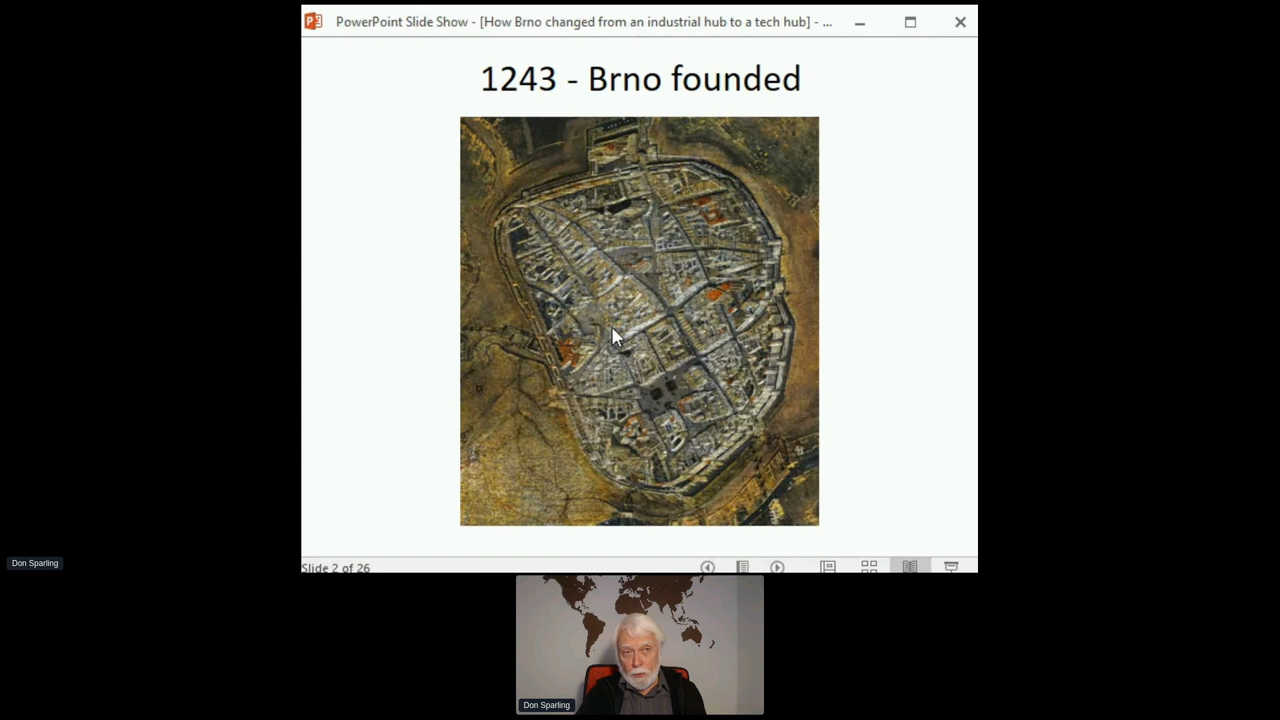 PowerPoint Slide Show - [How Brno changed from an industrial hub to a tech hub] - ...
1243 - Brno founded
Don Sparling
Slide 2 of 26
Don Sparling